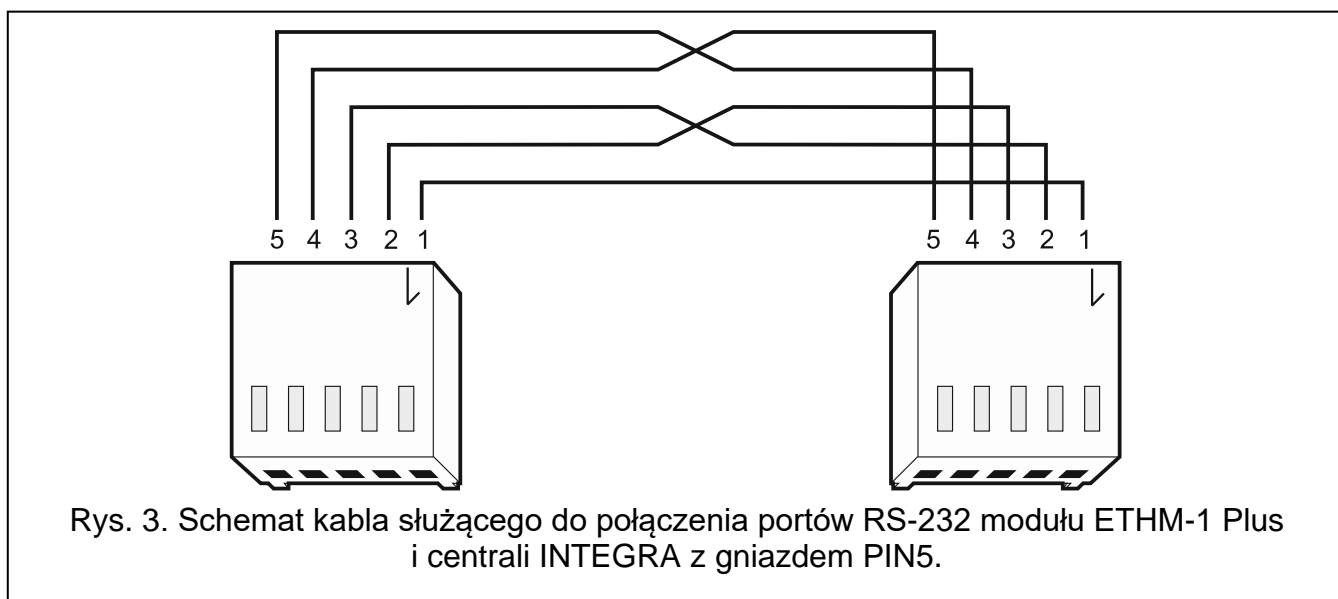 5 4 3 2 1 5 4 3 2 1
Rys. 3. Schemat kabla służącego do połączenia portów RS-232 modułu ETHM-1 Plus
i centrali INTEGRA z gniazdem PIN5.